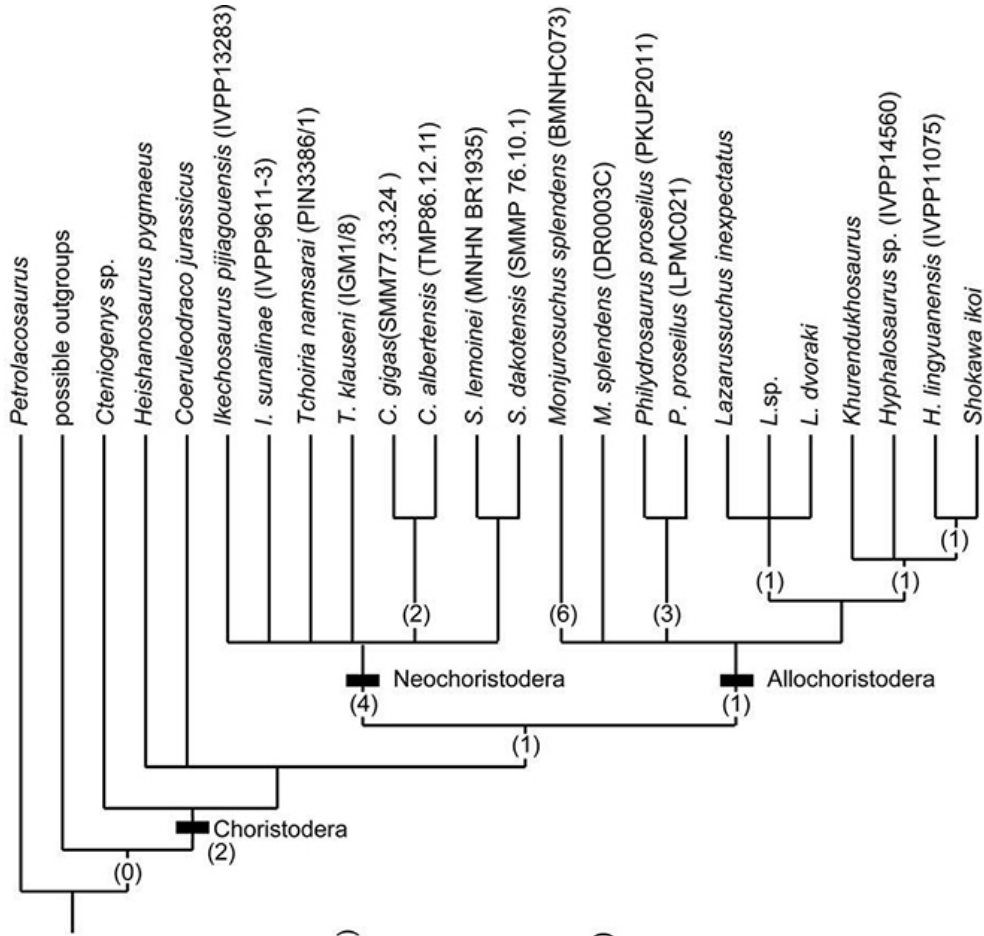 Petrolacosaurus
possible outgroups
Cteniogenys sp.
Heishanosaurus pygmaeus
Coeruleodraco jurassicus
Ikechosaurus pijiagouensis (IVPP13283)
I. sunalinae (IVPP9611-3)
Tchoiria namsarai (PIN3386/1)
T. klauseni (IGM1/8)
C. gigas(SMM77.33.24 )
C. albertensis (TMP86.12.11)
S. lemoinei (MNHN BR1935)
S. dakotensis (SMMP 76.10.1)
Monjurosuchus splendens (BMNHC073)
M. splendens (DR0003C)
Philydrosaurus proseilus (PKUP2011)
P. proseilus (LPMC021)
Lazarussuchus inexpectatus
L.sp.
L. dvoraki
Khurendukhosaurus
Hyphalosaurus sp. (IVPP14560)
H. lingyuanensis (IVPP11075)
Shokawa ikoi
(1)
(1)
(1)
(2)
(6)
(3)
Neochoristodera
Allochoristodera
(4)
(1)
(1)
Choristodera
(2)
(0)